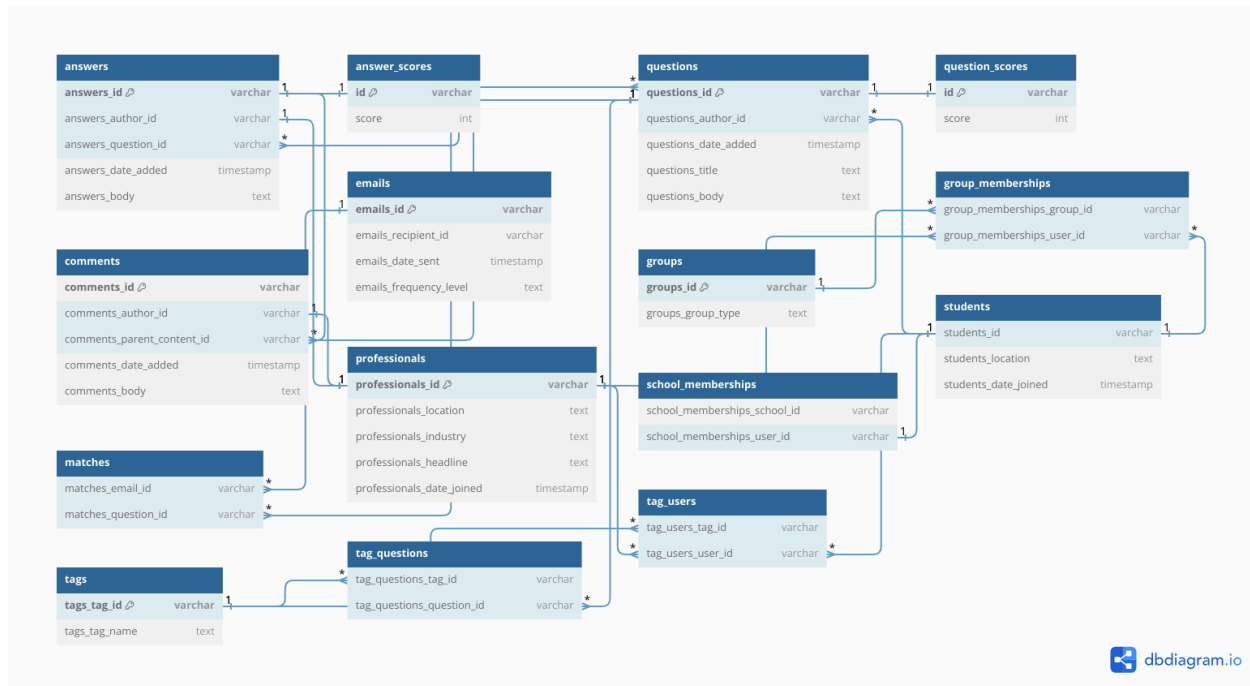 answers
answers_id varchar
answers_author_id varchar
answers_question_id varchar
answers_date_added timestamp
answers_body text
answer_scores
id varchar
score int
questions
questions_id varchar
questions_author_id varchar
questions_date_added timestamp
questions_title text
questions_body text
question_scores
id varchar
score int
emails
emails_id varchar
emails_recipient_id varchar
emails_date_sent timestamp
emails_frequency_level text
group_memberships
group_memberships_group_id varchar
group_memberships_user_id varchar
comments
comments_id varchar
comments_author_id varchar
comments_parent_content_id varchar
comments_date_added timestamp
comments_body text
groups
groups_id varchar
groups_group_type text
students
students_id varchar
students_location text
students_date_joined timestamp
professionals
professionals_id varchar
professionals_location text
professionals_industry text
professionals_headline text
professionals_date_joined timestamp
school_memberships
school_memberships_school_id varchar
school_memberships_user_id varchar
matches
matches_email_id varchar
matches_question_id varchar
tag_users
tag_users_tag_id varchar
tag_users_user_id varchar
tag_questions
tag_questions_tag_id varchar
tag_questions_question_id varchar
tags
tags_tag_id varchar
tags_tag_name text
dbdiagram.io